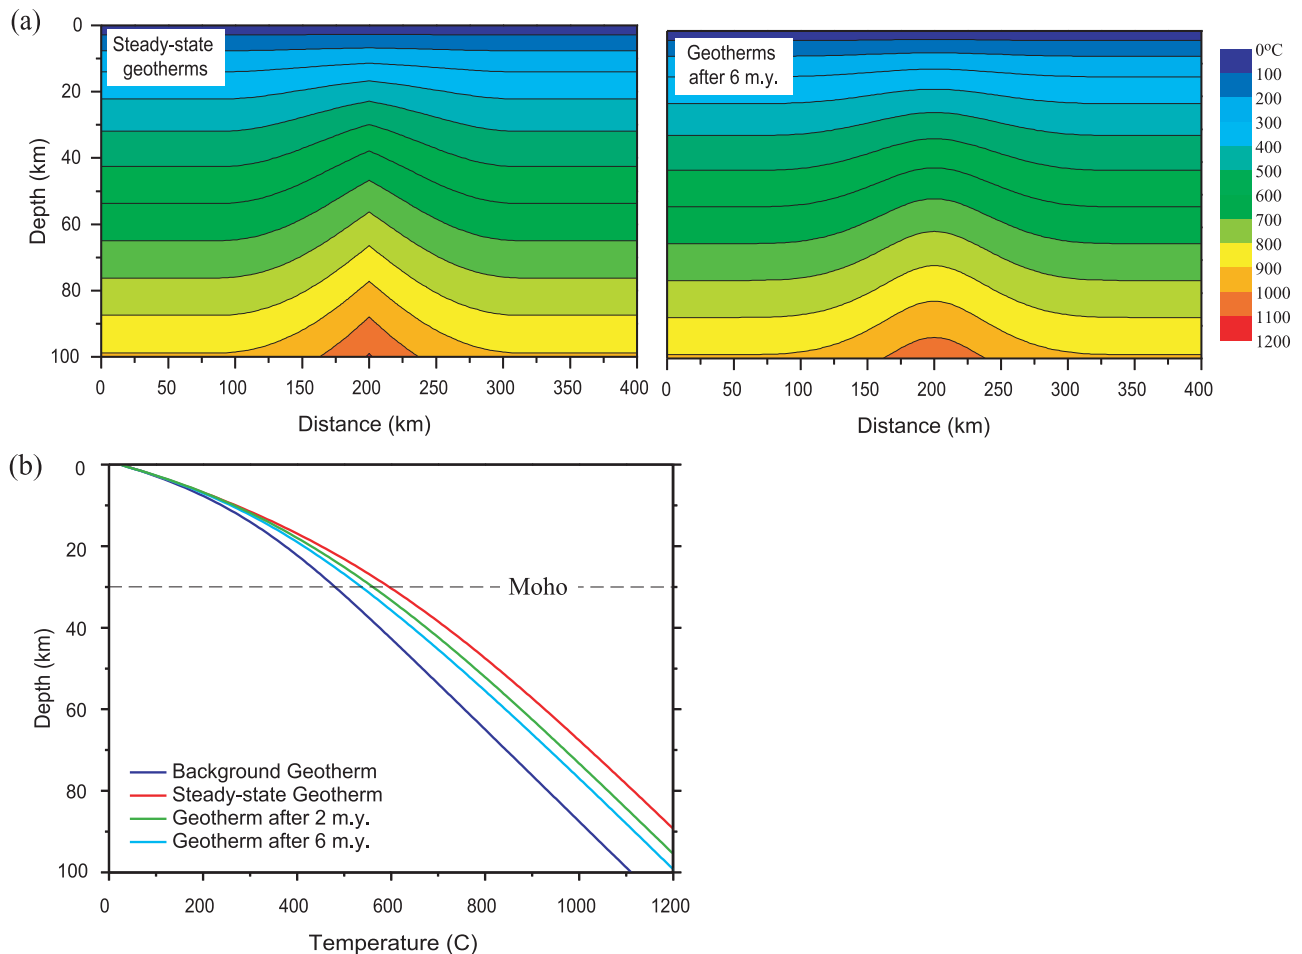 (a)
Steady-state
geotherms
0
20
40
60
80
100
Depth (km)
0 50 100 150 200 250 300 350 400
Distance (km)
Geotherms
after 6 m.y.
0 50 100 150 200 250 300 350 400
Distance (km)
0°C
100
200
300
400
500
600
700
800
900
1000
1100
1200
(b)
0
20
40
60
80
100
Depth (km)
Moho
Background Geotherm
Steady-state Geotherm
Geotherm after 2 m.y.
Geotherm after 6 m.y.
0 200 400 600 800 1000 1200
Temperature (C)